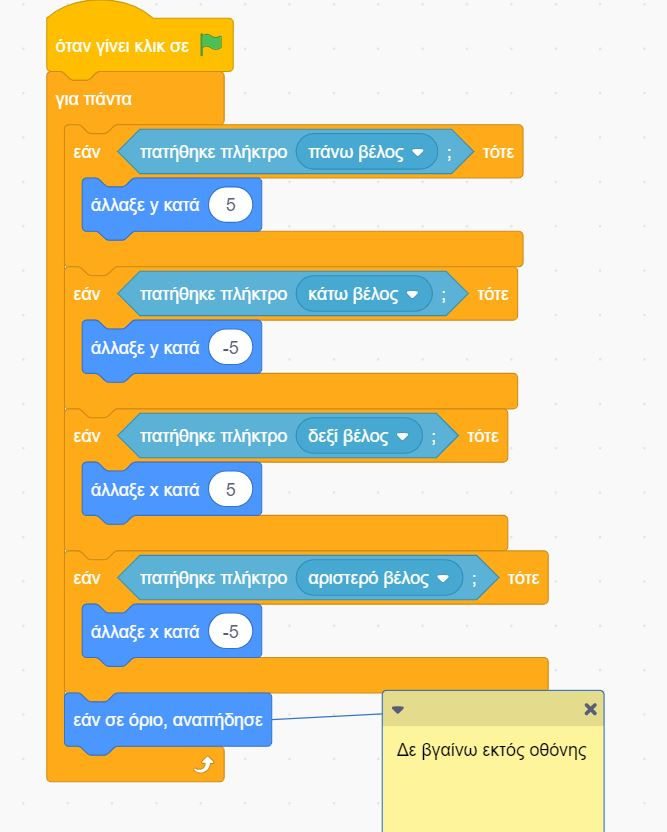 όταν γίνει κλικ σε
για πάντα
εάν πατήθηκε πλήκτρο πάνω βέλος ; τότε
άλλαξε y κατά 5
εάν πατήθηκε πλήκτρο κάτω βέλος ; τότε
άλλαξε y κατά -5
εάν πατήθηκε πλήκτρο δεξί βέλος ; τότε
άλλαξε x κατά 5
εάν πατήθηκε πλήκτρο αριστερό βέλος ; τότε
άλλαξε x κατά -5
εάν σε όριο, αναπήδησε
Δε βγαίνω εκτός οθόνης